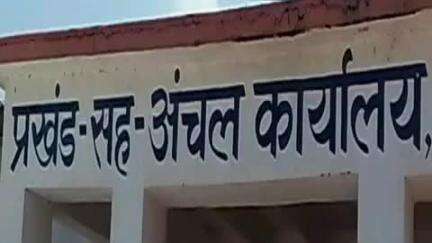 प्रखंड-सह-अंचल कार्यालय,